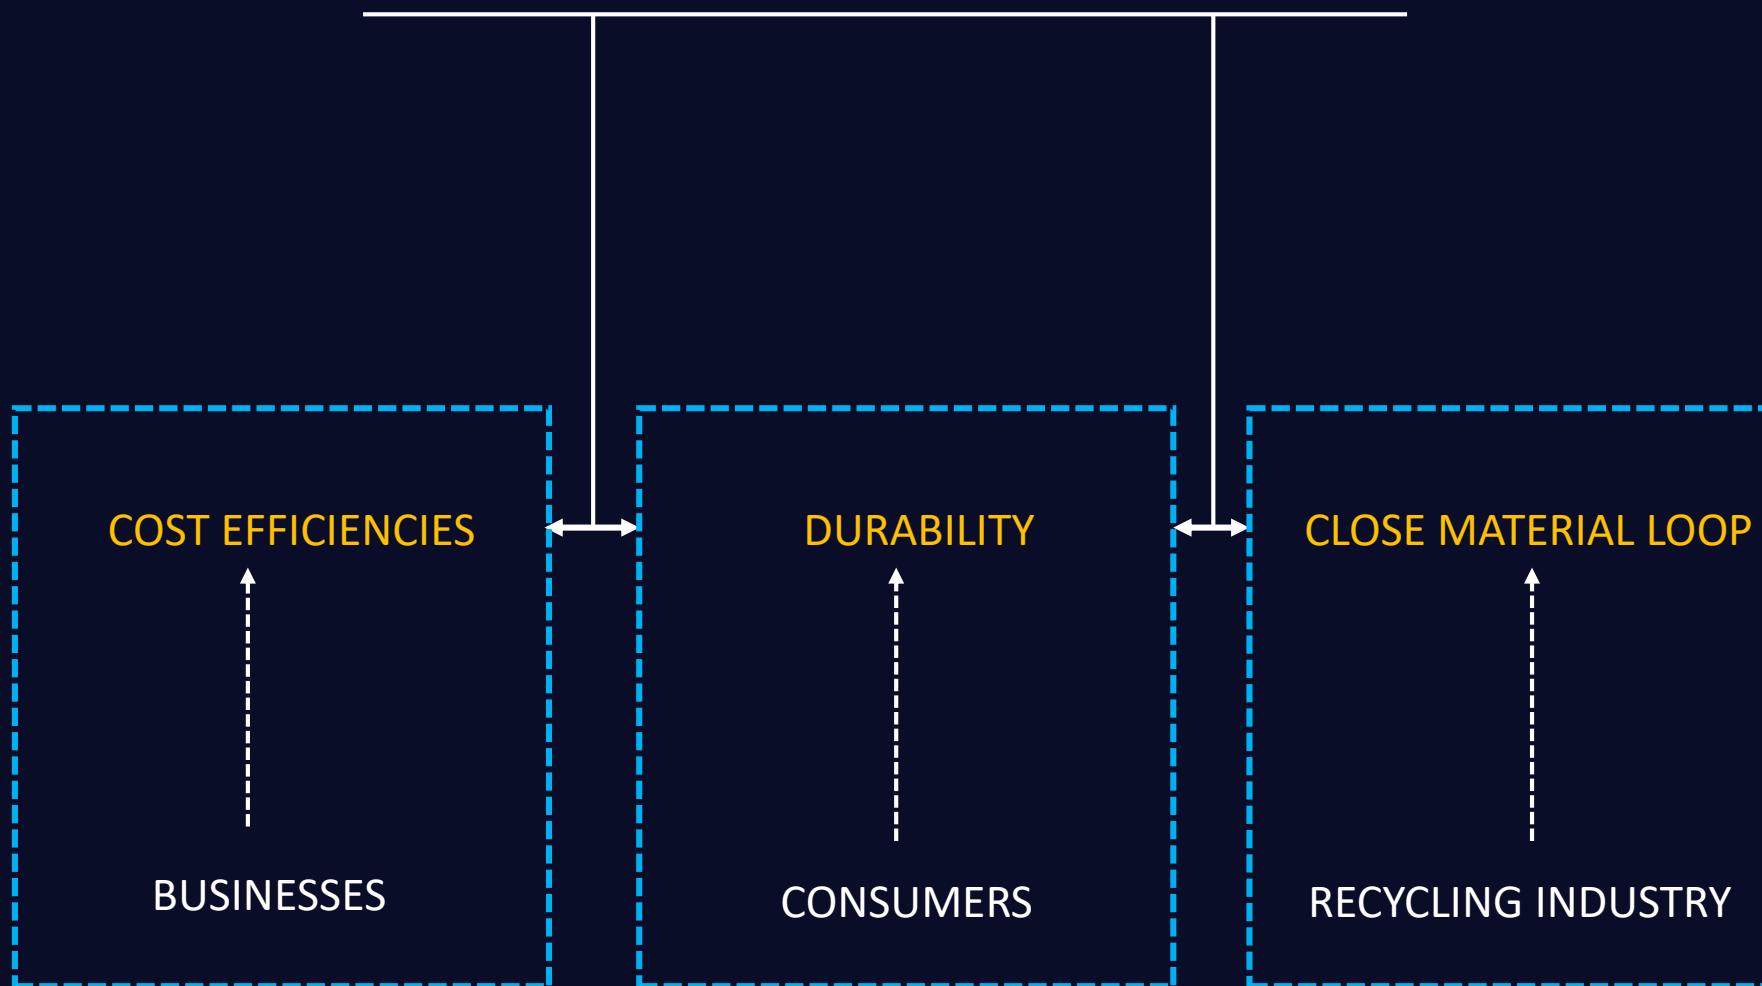 COST EFFICIENCIES
DURABILITY
CLOSE MATERIAL LOOP
BUSINESSES
CONSUMERS
RECYCLING INDUSTRY